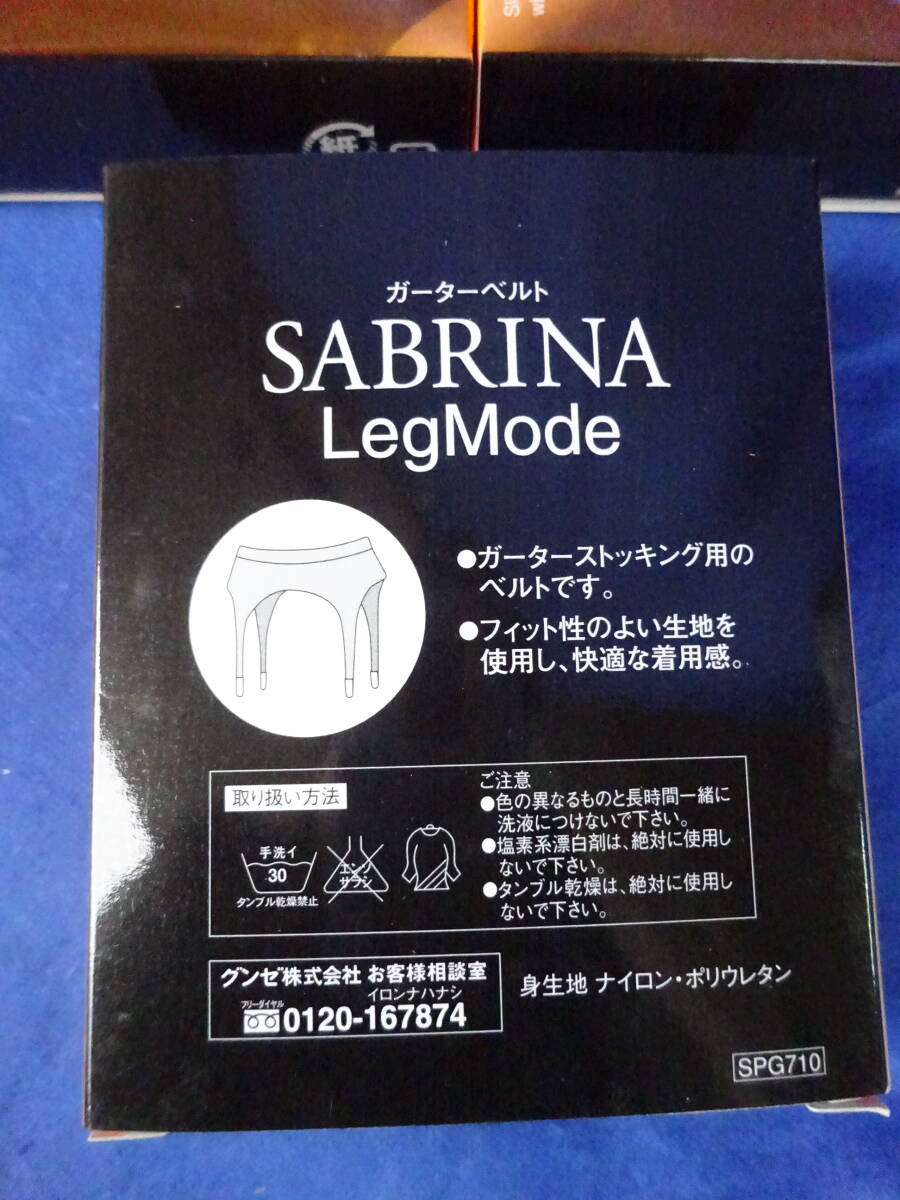 紙
ガーターベルト
SABRINA
LegMode
●ガーターストッキング用の
ベルトです。
●フィット性のよい生地を
使用し、快適な着用感。
取り扱い方法
手洗イ
30
タンブル乾燥禁止
エンソ
サラシ
ご注意
●色の異なるものと長時間一緒に
洗液につけないで下さい。
●塩素系漂白剤は、絶対に使用し
ないで下さい。
●タンブル乾燥は、絶対に使用し
ないで下さい。
グンゼ株式会社 お客様相談室
イロンナハナシ
フリーダイヤル
0120-167874
身生地 ナイロン・ポリウレタン
SPG710